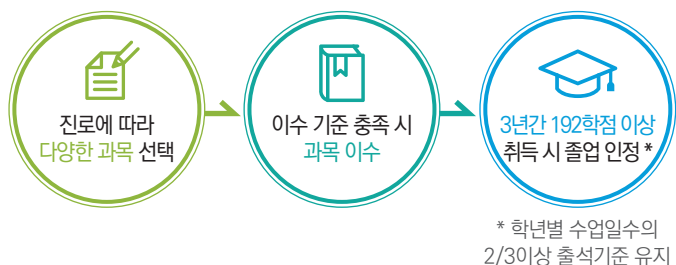 진로에 따라
다양한 과목 선택
이수 기준 충족 시
과목 이수
3년간 192학점 이상
취득 시 졸업 인정 *
* 학년별 수업일수의
2/3이상 출석기준 유지